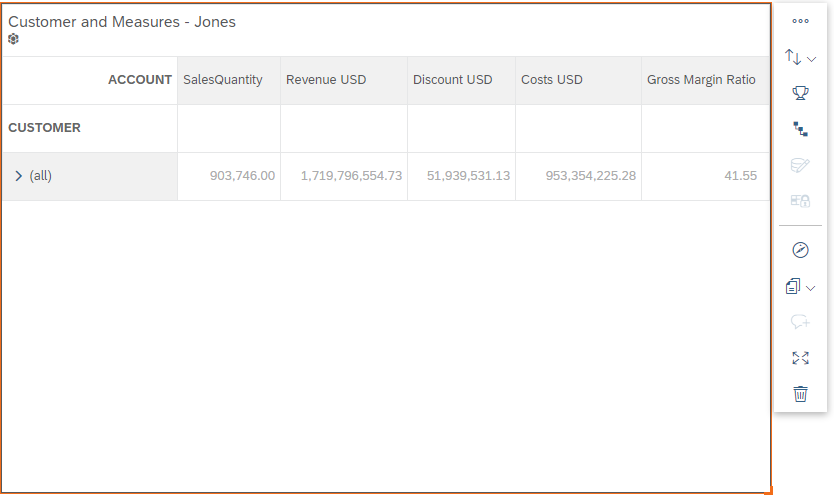 Customer and Measures - Jones
ACCOUNT SalesQuantity Revenue USD Discount USD Costs USD Gross Margin Ratio
CUSTOMER
(all) 903,746.00 1,719,796,554.73 51,939,531.13 953,354,225.28 41.55